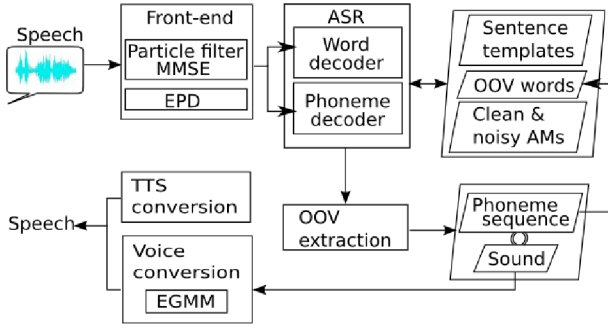 Speech
Front-end
Particle filter
MMSE
EPD
ASR
Word
decoder
Phoneme
decoder
Sentence
templates
OOV words
Clean &
noisy AMs
TTS
conversion
Speech
Voice
conversion
EGMM
OOV
extraction
Phoneme
sequence
Sound